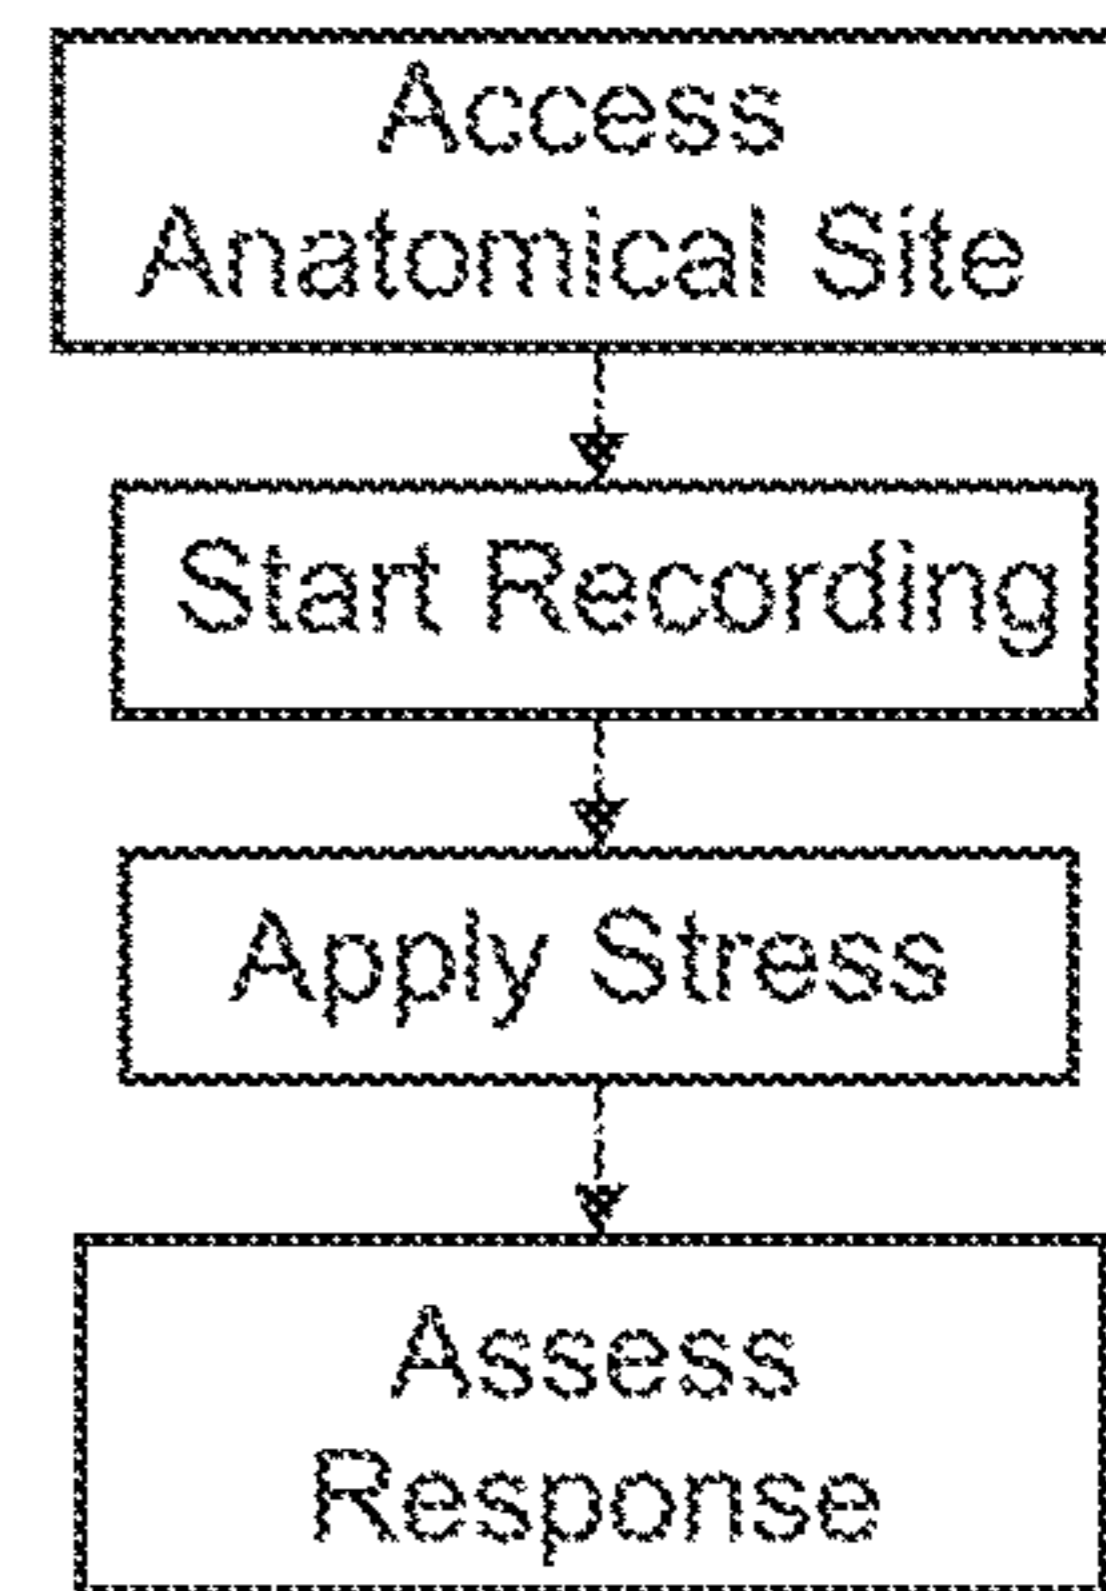 Access
Anatomical Site
Start Recording
Apply Stress
Assess
Response